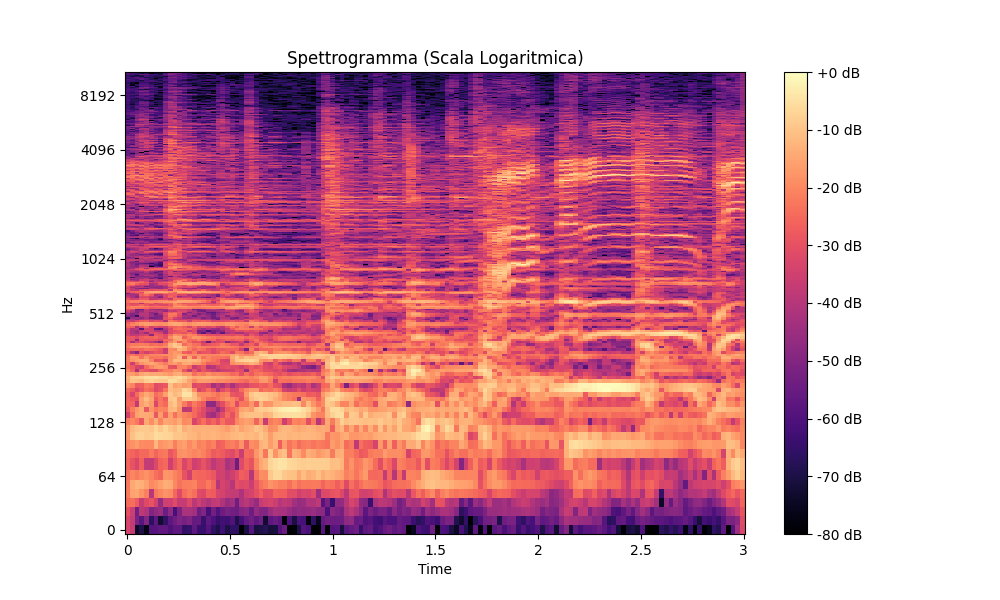 Spettrogramma (Scala Logaritmica)
Hz
8192
4096
2048
1024
512
256
128
64
0
0 0.5 1 1.5 2 2.5 3
Time
+0 dB
-10 dB
-20 dB
-30 dB
-40 dB
-50 dB
-60 dB
-70 dB
-80 dB